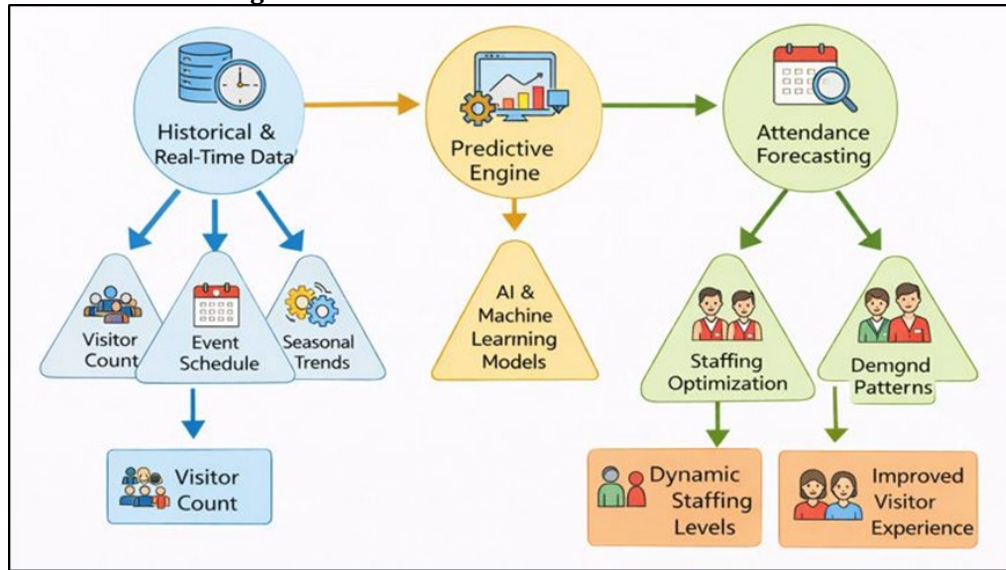 Historical &
Real-Time Data
Predictive
Engine
Attendance
Forecasting
Visitor
Count
Event
Schedule
Seasonal
Trends
AI &
Machine
Learming
Models
Staffing
Optimization
Demgnd
Patterns
Visitor
Count
Dynamic
Staffing
Levels
Improved
Visitor
Experience